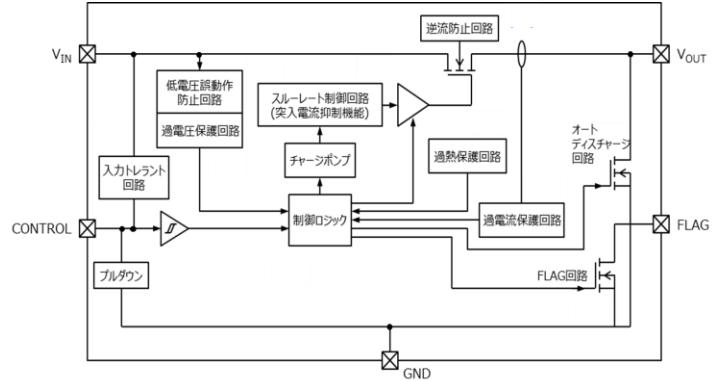 逆流防止回路
VIN
VOUT
低電圧誤動作
防止回路
過電圧保護回路
スルーレート制御回路
(突入電流抑制機能)
オート
ディスチャージ
回路
チャージポンプ
過熱保護回路
入力トレラント
回路
CONTROL
制御ロジック
過電流保護回路
FLAG
プルダウン
FLAG回路
GND